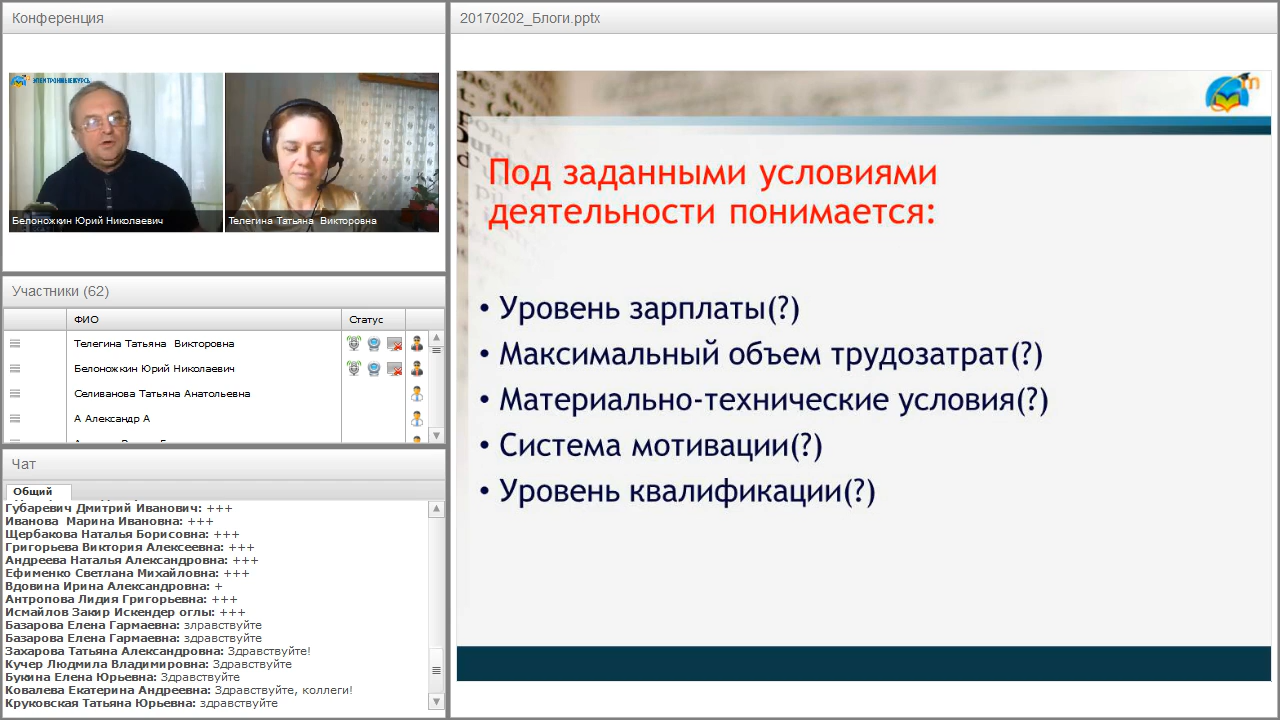 Конференция
ЭЛЕКТРОННЫЕ КУРСЫ
Белоножкин Юрий Николаевич
Телегина Татьяна Викторовна
Участники (62)
ФИО
Статус
Телегина Татьяна Викторовна
Белоножкин Юрий Николаевич
Селиванова Татьяна Анатольевна
А Александр А
Чат
Общий
Губаревич Дмитрий Иванович: +++
Иванова Марина Ивановна: +++
Щербакова Наталья Борисовна: +++
Григорьева Виктория Алексеевна: +++
Андреева Наталья Александровна: +++
Ефименко Светлана Михайловна: +++
Вдовина Ирина Александровна: +
Антропова Лидия Григорьевна: +++
Исмайлов Закир Искендер оглы: +++
Базарова Елена Гармаевна: злравствуйте
Базарова Елена Гармаевна: здравствуйте
Захарова Татьяна Александровна: Здравствуйте!
Кучер Людмила Владимировна: Здравствуйте
Букина Елена Юрьевна: Здравствуйте
Ковалева Екатерина Андреевна: Здравствуйте, коллеги!
Круковская Татьяна Юрьевна: здравствуйте
20170202_Блоги.pptx
Под заданными условиями
деятельности понимается:
• Уровень зарплаты(?)
• Максимальный объем трудозатрат(?)
• Материально-технические условия(?)
• Система мотивации(?)
• Уровень квалификации(?)